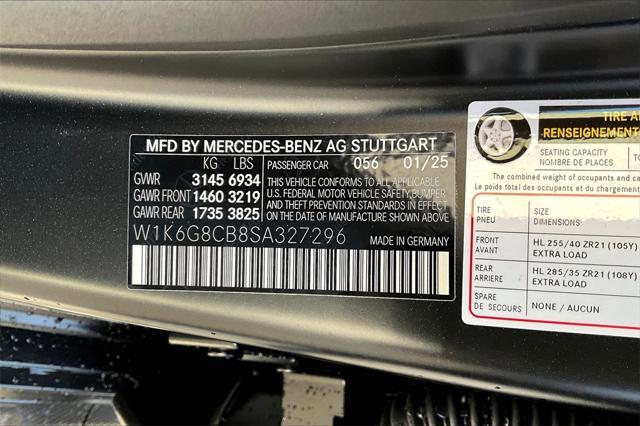 MFD BY MERCEDES-BENZ AG STUTTGART
KG LBS PASSENGER CAR 056 01/25
GVWR 3145 6934
GAWR FRONT 1460 3219
GAWR REAR 1735 3825
THIS VEHICLE CONFORMS TO ALL APPLICABLE
U.S. FEDERAL MOTOR VEHICLE SAFETY, BUMPER,
AND THEFT PREVENTION STANDARDS IN EFFECT
ON THE DATE OF MANUFACTURE SHOWN ABOVE.
W1K6G8CB8SA327296 MADE IN GERMANY
TIRE
RENSEIGNEMENT
SEATING CAPACITY
NOMBRE DE PLACES
The combined weight of occupants and
Le poids total des occupants et du
TIRE SIZE
PNEU DIMENSIONS
FRONT HL 255/40 ZR21 (105Y)
AVANT EXTRA LOAD
REAR HL 285/35 ZR21 (108Y)
ARRIERE EXTRA LOAD
SPARE NONE / AUCUN
DE SECOURS